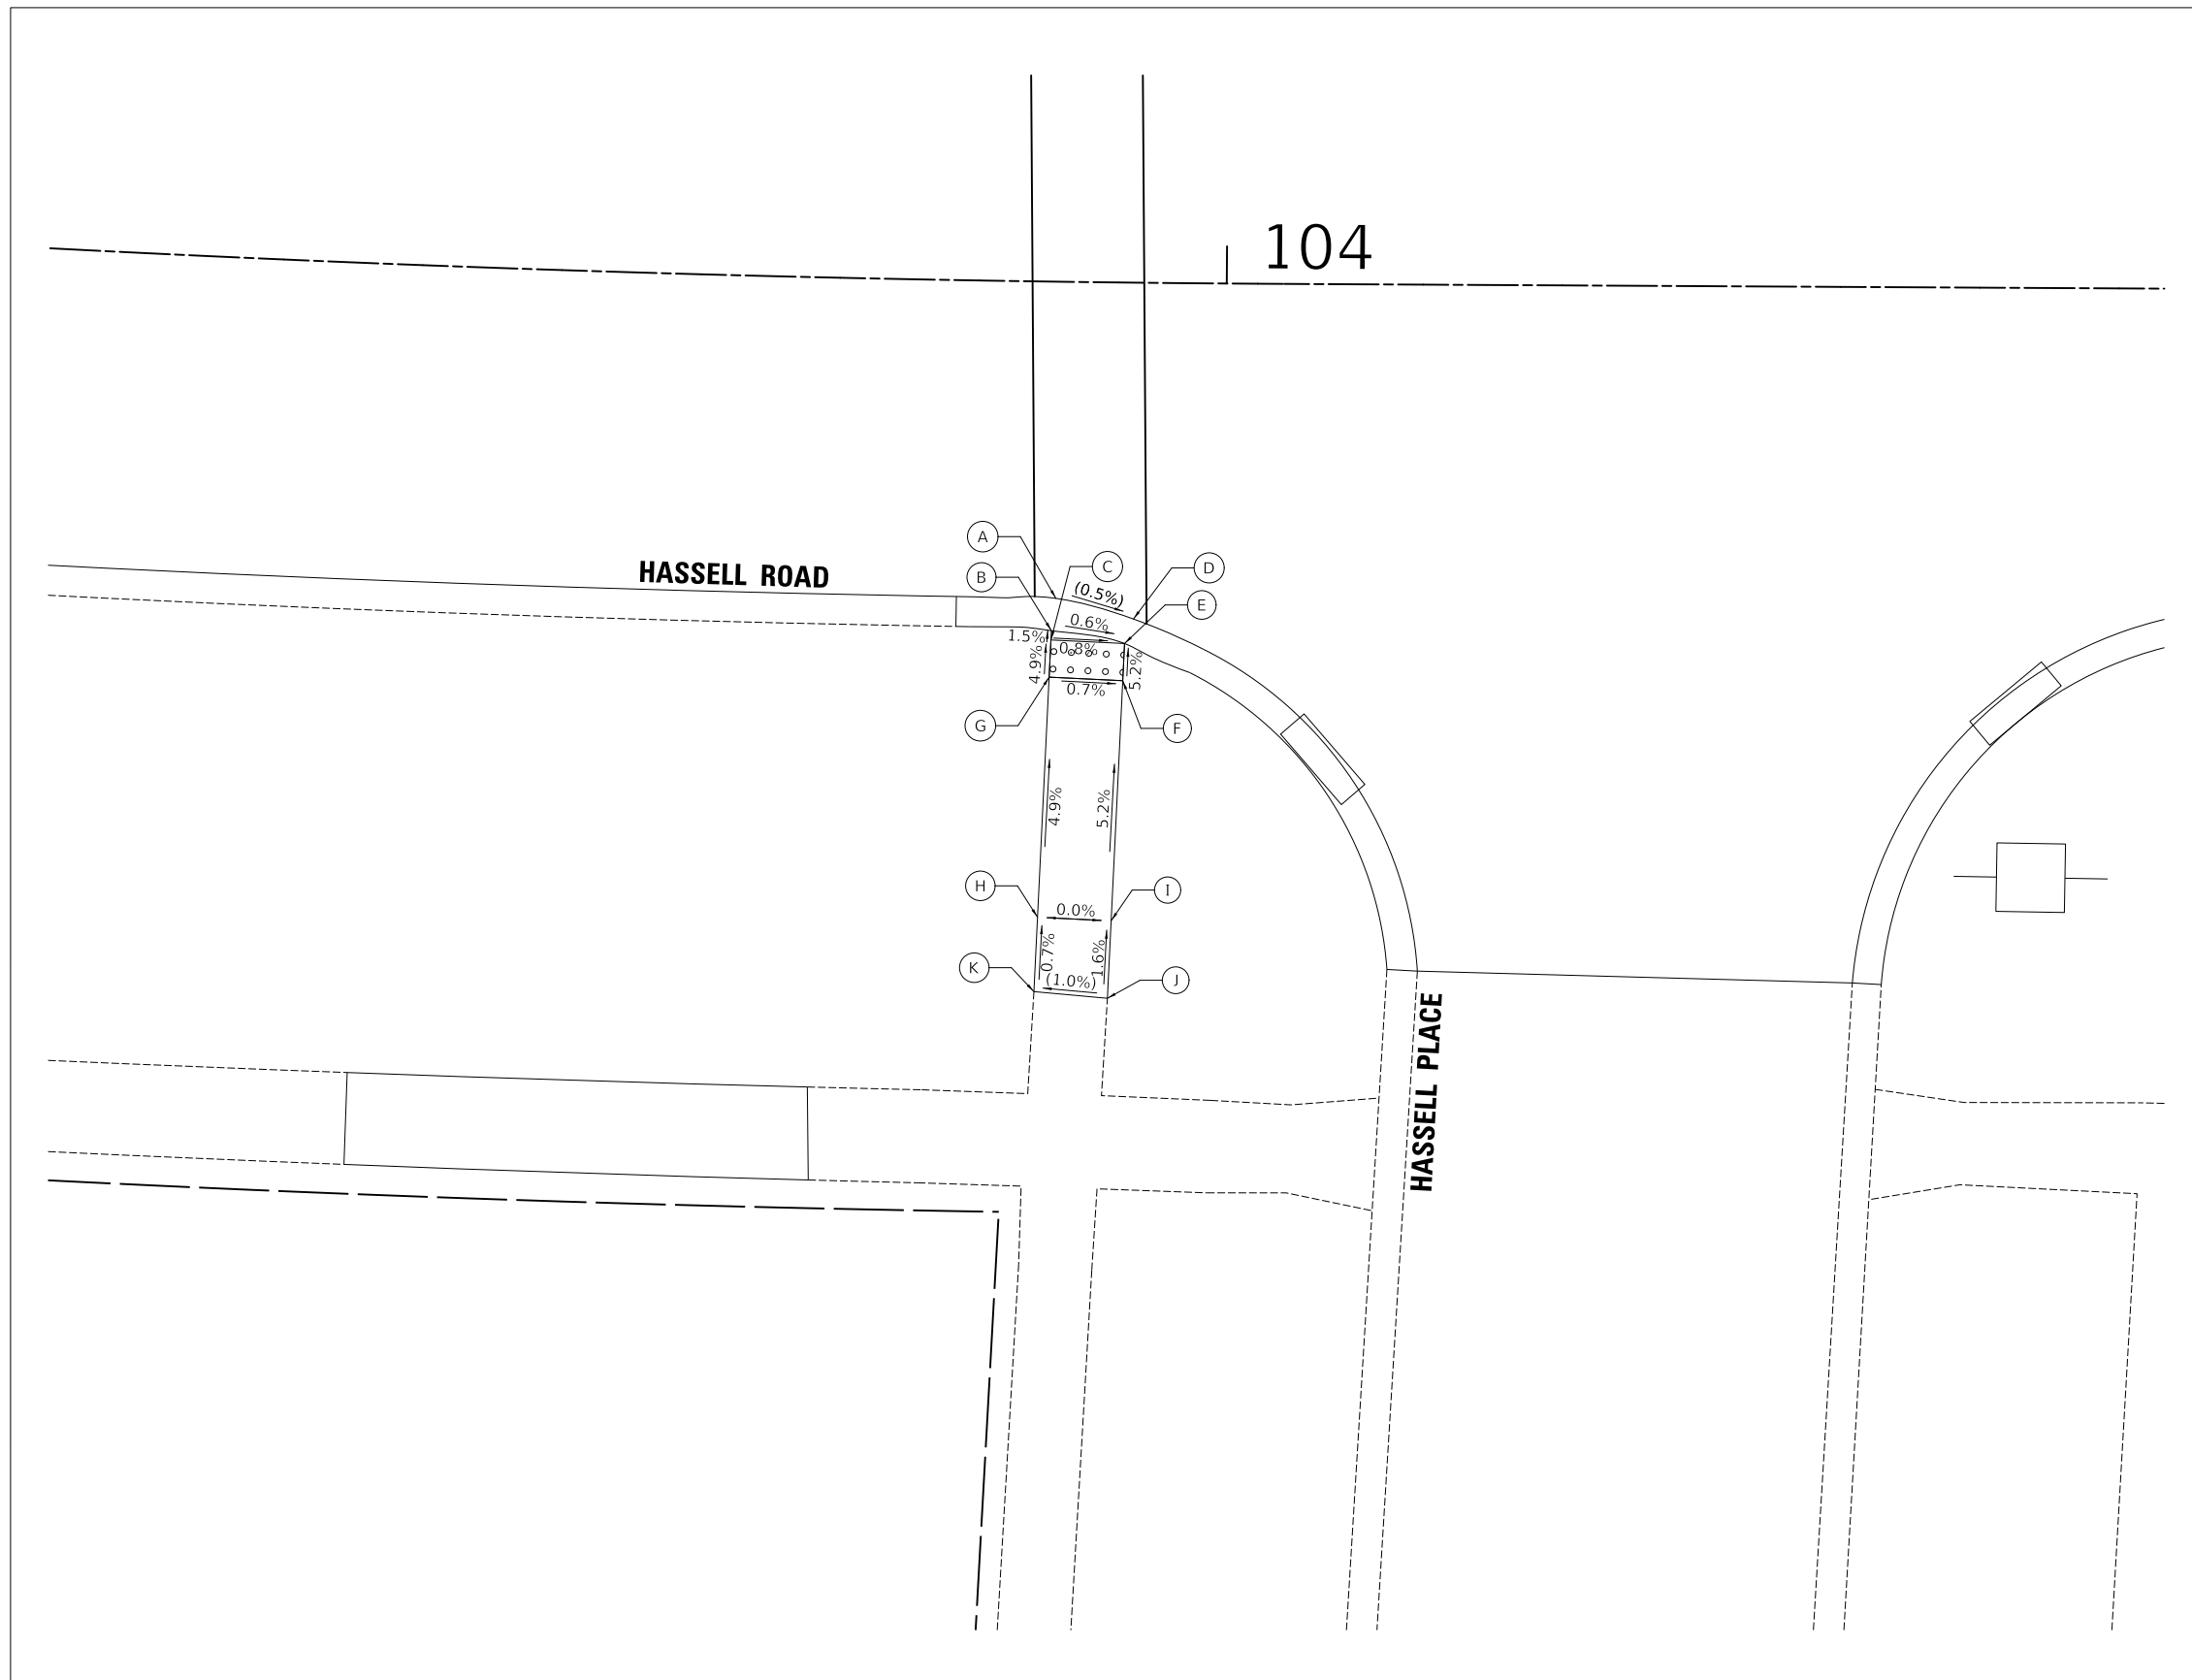 104
HASSELL ROAD
A
B
C
D
E
(0.5%)
0.6%
1.5%
0.8%
4.9%
5.2%
0.7%
G
F
4.9%
5.2%
H
I
0.0%
0.7%
1.6%
K
(1.0%)
J
HASSELL PLACE